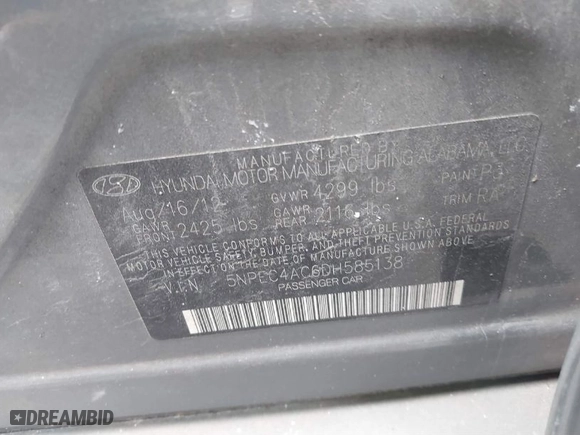 MANUFACTURED BY
HYUNDAI MOTOR MANUFACTURING ALABAMA, LLC
Aug/16/12 GVWR 4299 lbs PAINT P3
GAWR FRONT 2425 lbs GAWR REAR 2116 lbs TRIM RA
THIS VEHICLE CONFORMS TO ALL APPLICABLE U.S.A. FEDERAL
MOTOR VEHICLE SAFETY, BUMPER, AND THEFT PREVENTION STANDARDS
IN EFFECT ON THE DATE OF MANUFACTURE SHOWN ABOVE
V.I.N 5NPEC4AC6DH585138
PASSENGER CAR
DREAMBID